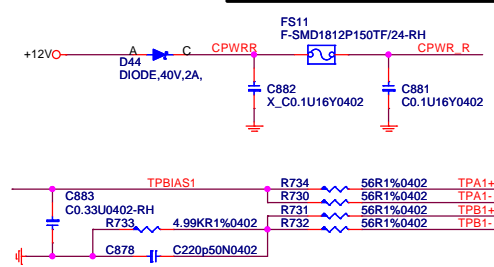 FS11
F-SMD1812P150TF/24-RH
+12V A C CPWRR CPWR_R
D44
DIODE,40V,2A,
C882 C881
X_C0.1U16Y0402 C0.1U16Y0402
TPBIAS1 R734 56R1%0402 TPA1+
C883 R730 56R1%0402 TPA1-
C0.33U0402-RH R731 56R1%0402 TPB1+
R733 4.99KR1%0402 R732 56R1%0402 TPB1-
C878 C220p50N0402